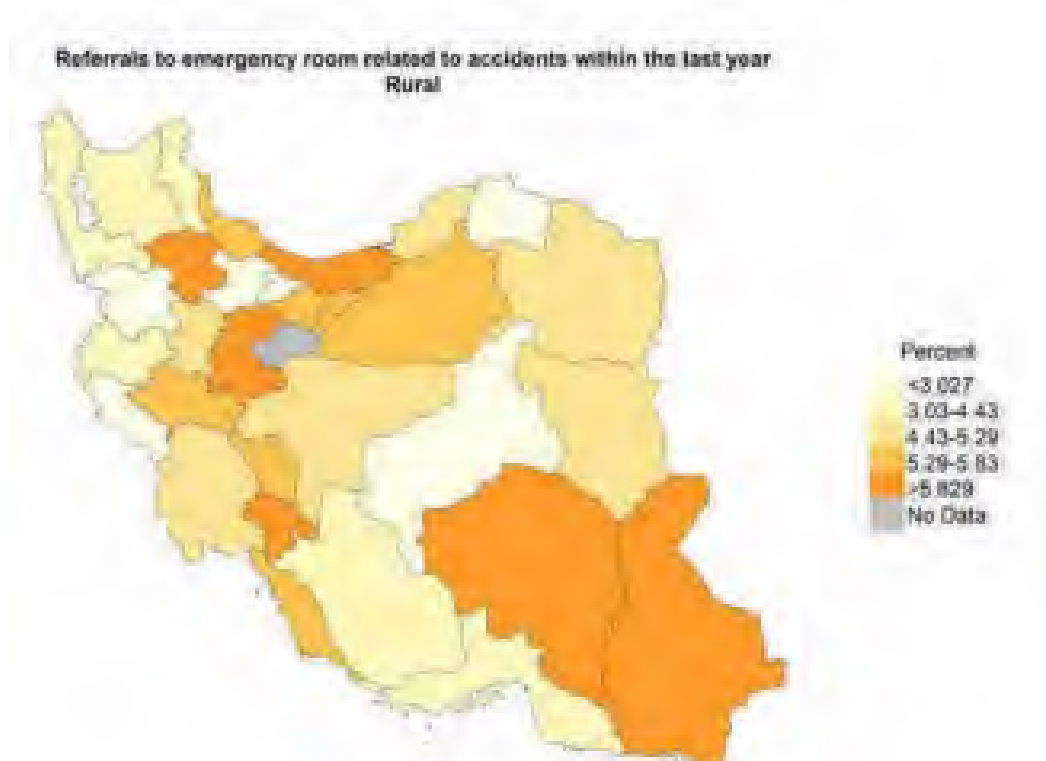 Referrals to emergency room related to accidents within the last year
Rural
Percent
<3.027
3.03-4.43
4.43-5.29
5.29-5.83
>5.829
No Data